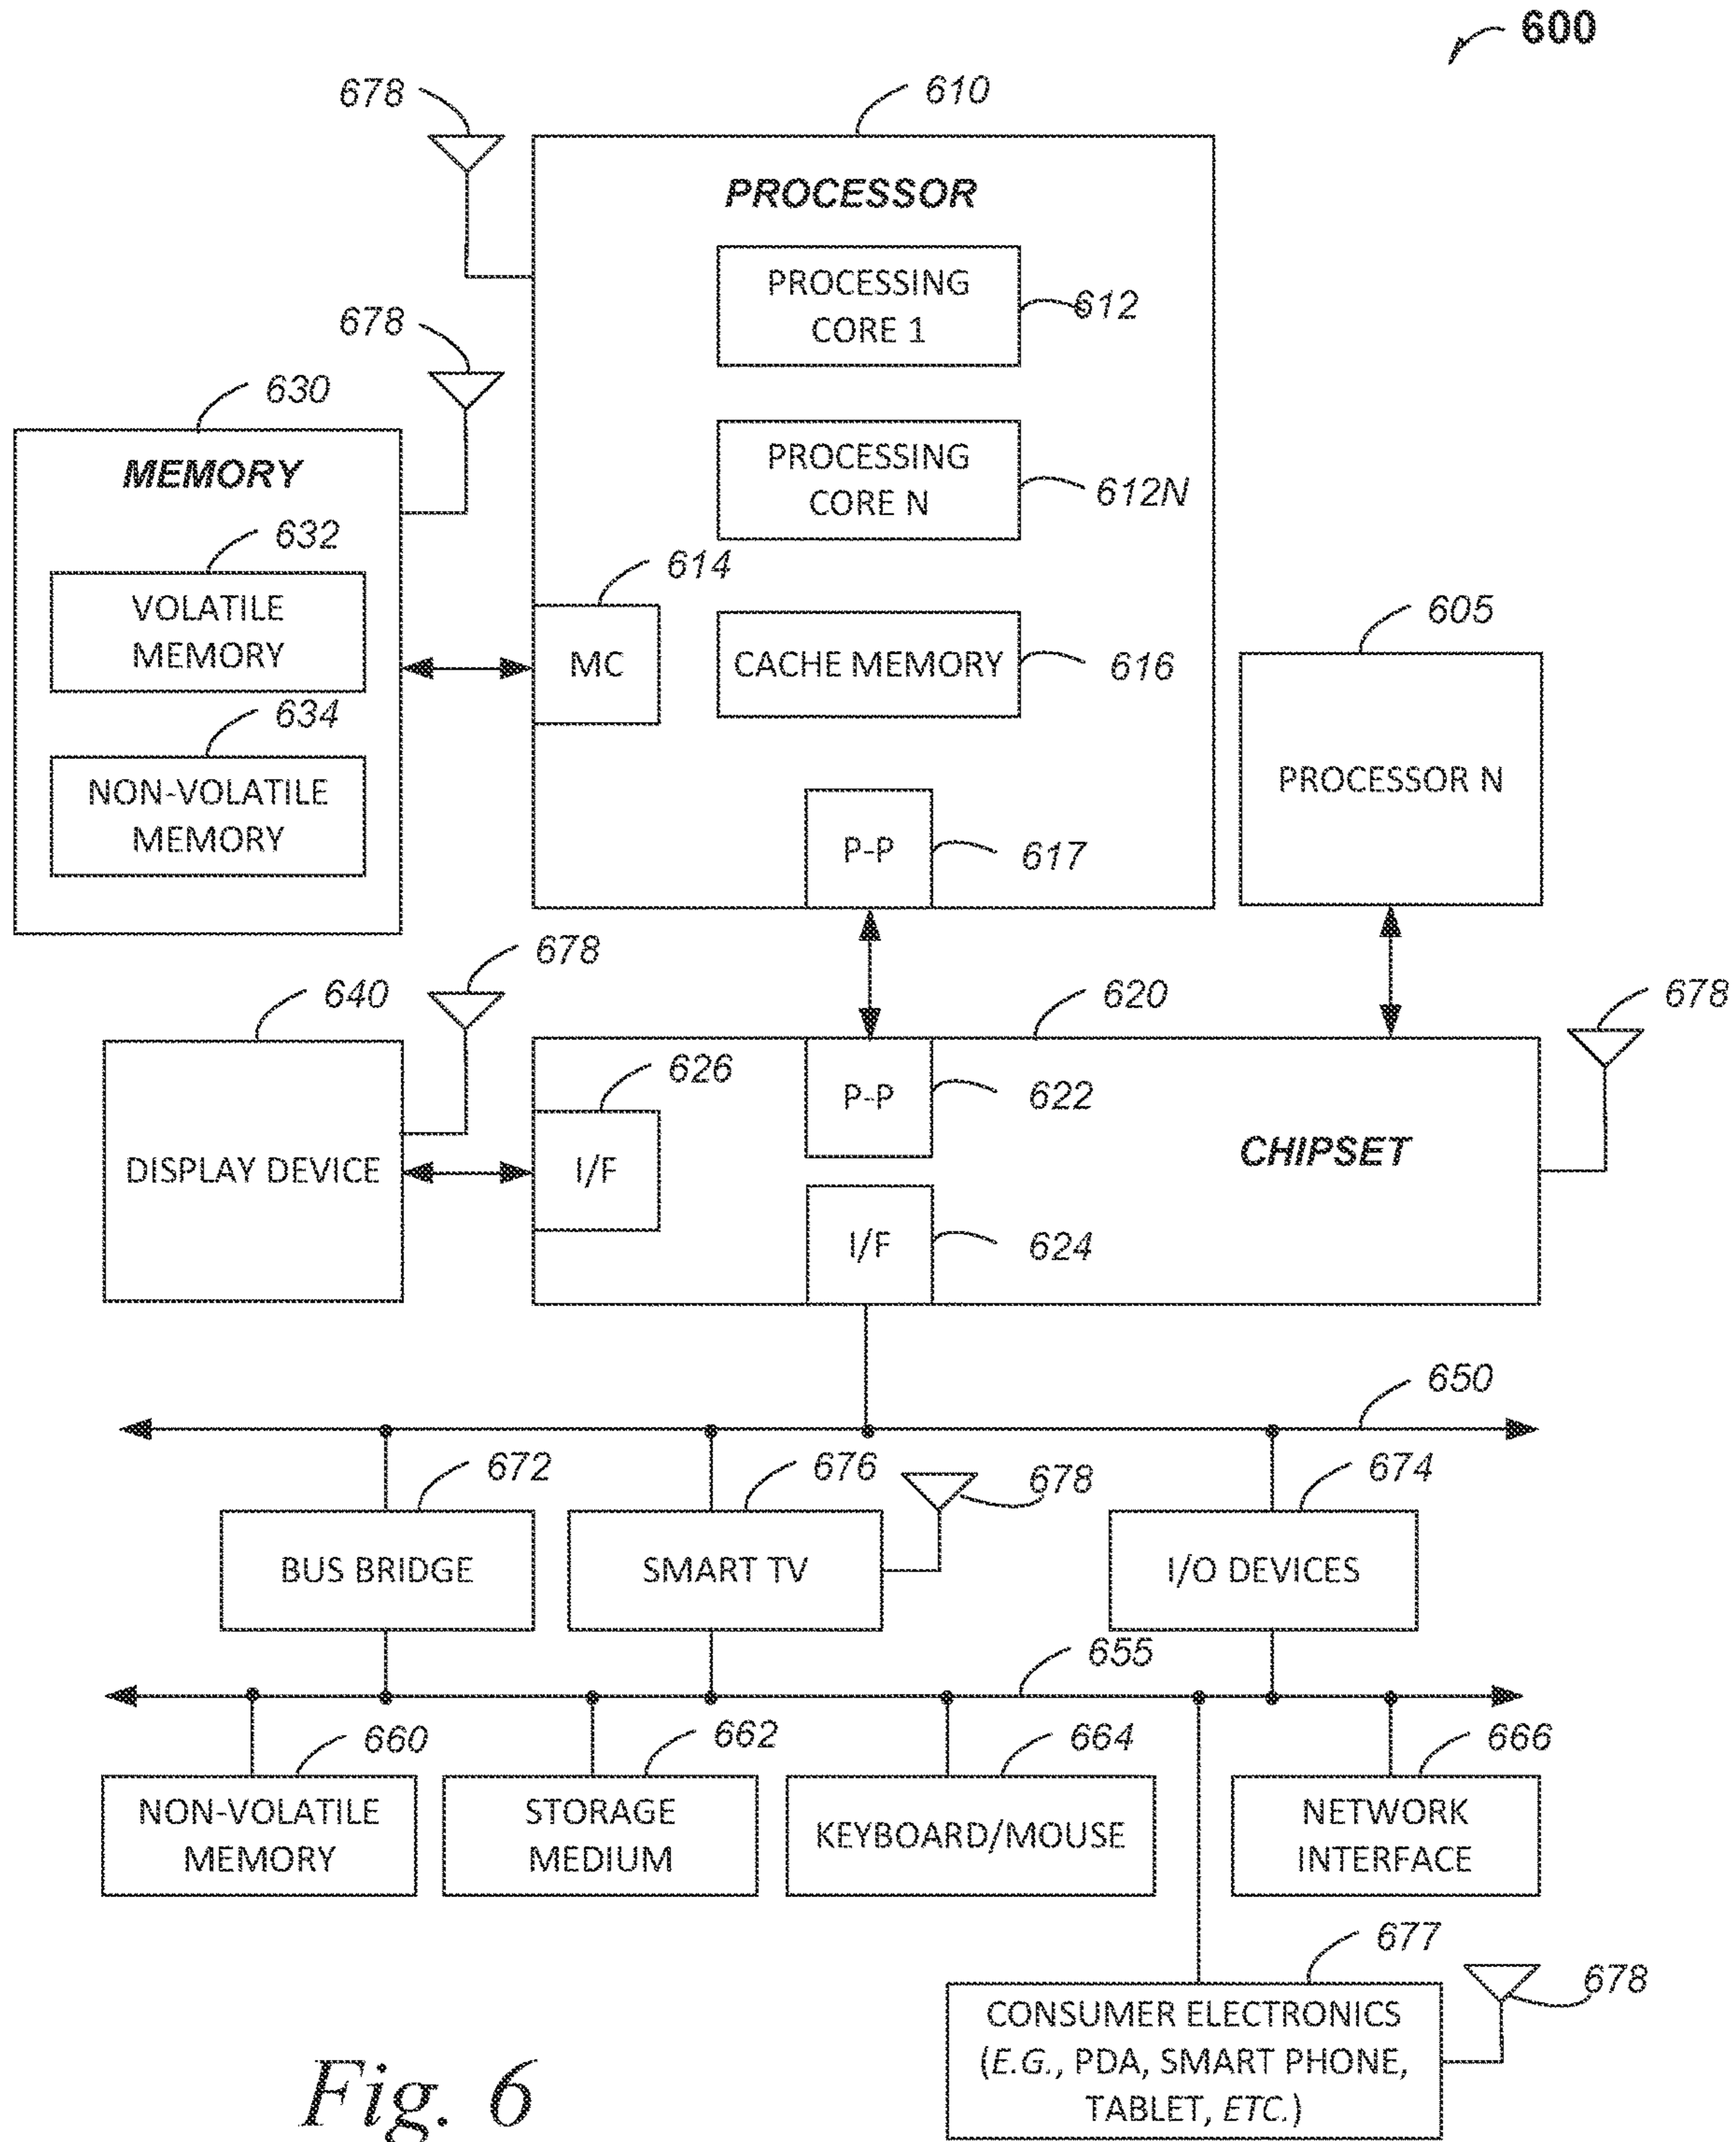 600
678
610
PROCESSOR
PROCESSING
CORE 1
612
678
630
MEMORY
PROCESSING
CORE N
612N
632
VOLATILE
MEMORY
614
MC
CACHE MEMORY
616
605
PROCESSOR N
634
NON-VOLATILE
MEMORY
P-P
617
678
640
620
678
DISPLAY DEVICE
626
I/F
P-P
622
CHIPSET
I/F
624
650
672
676
678
674
BUS BRIDGE
SMART TV
I/O DEVICES
655
660
662
664
666
NON-VOLATILE
MEMORY
STORAGE
MEDIUM
KEYBOARD/MOUSE
NETWORK
INTERFACE
677
678
CONSUMER ELECTRONICS
(E.G., PDA, SMART PHONE,
TABLET, ETC.)
Fig. 6